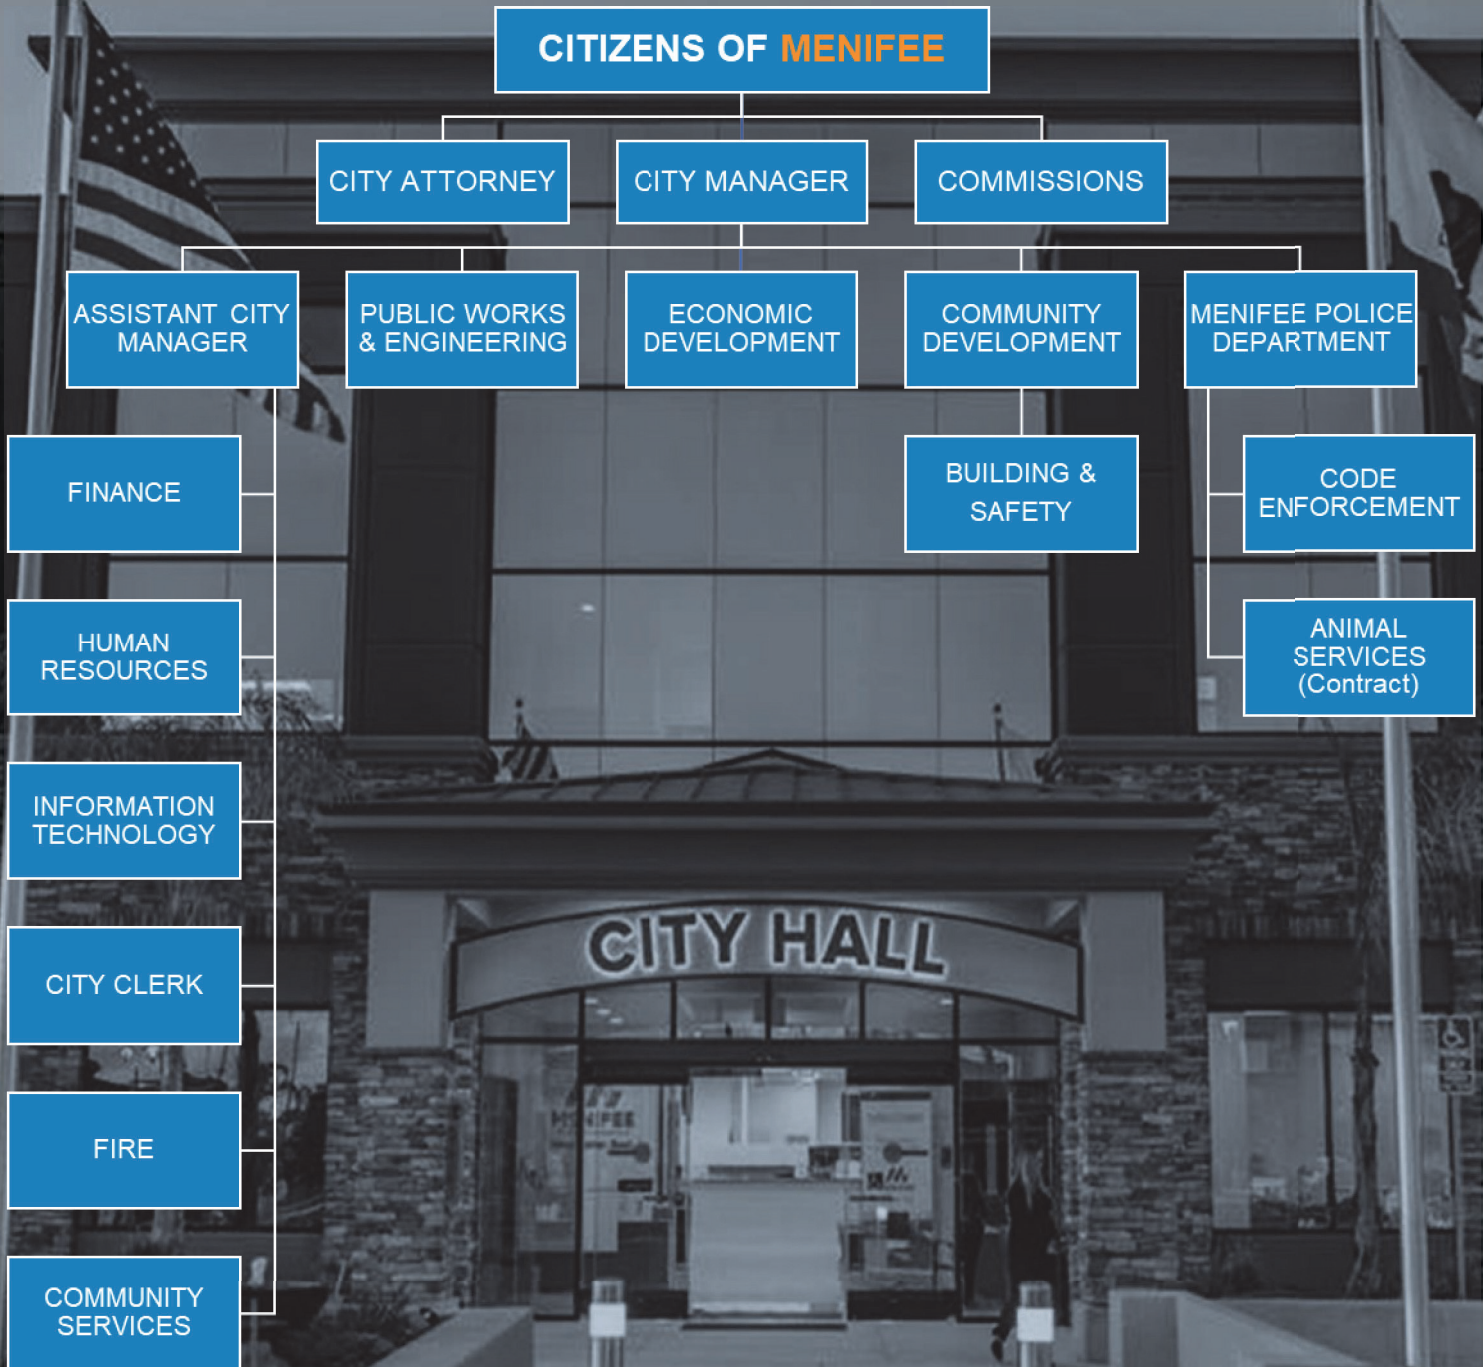 CITIZENS OF MENIFEE
CITY ATTORNEY
CITY MANAGER
COMMISSIONS
ASSISTANT CITY
MANAGER
PUBLIC WORKS
& ENGINEERING
ECONOMIC
DEVELOPMENT
COMMUNITY
DEVELOPMENT
MENIFEE POLICE
DEPARTMENT
FINANCE
BUILDING &
SAFETY
CODE
ENFORCEMENT
HUMAN
RESOURCES
ANIMAL
SERVICES
(Contract)
INFORMATION
TECHNOLOGY
CITY CLERK
CITY HALL
FIRE
MENIFEE
COMMUNITY
SERVICES